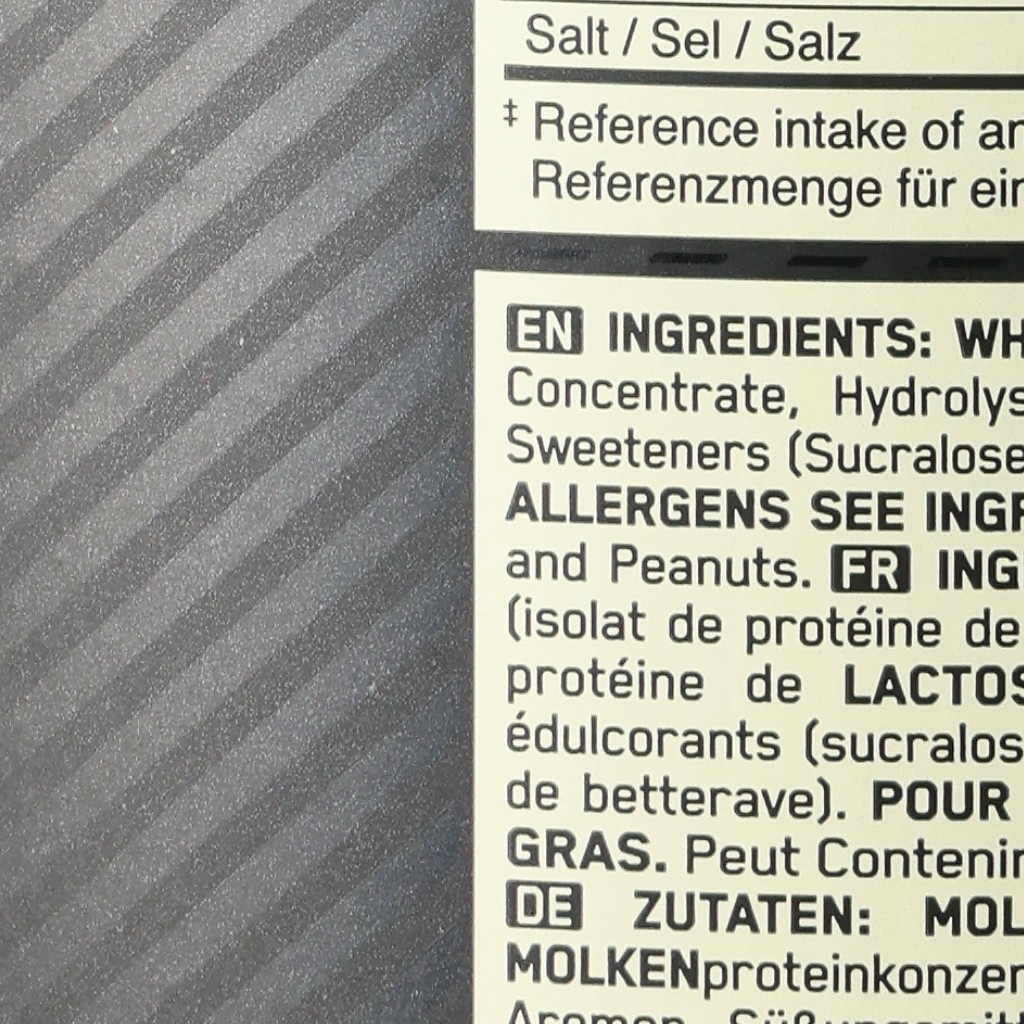 Salt / Sel / Salz
‡ Reference intake of an
Referenzmenge für ein
EN INGREDIENTS: WH
Concentrate, Hydrolys
Sweeteners (Sucralose
ALLERGENS SEE INGR
and Peanuts. FR ING
(isolat de protéine de
protéine de LACTOS
édulcorants (sucralos
de betterave). POUR
GRAS. Peut Contenir
DE ZUTATEN: MOL
MOLKENproteinkonzen